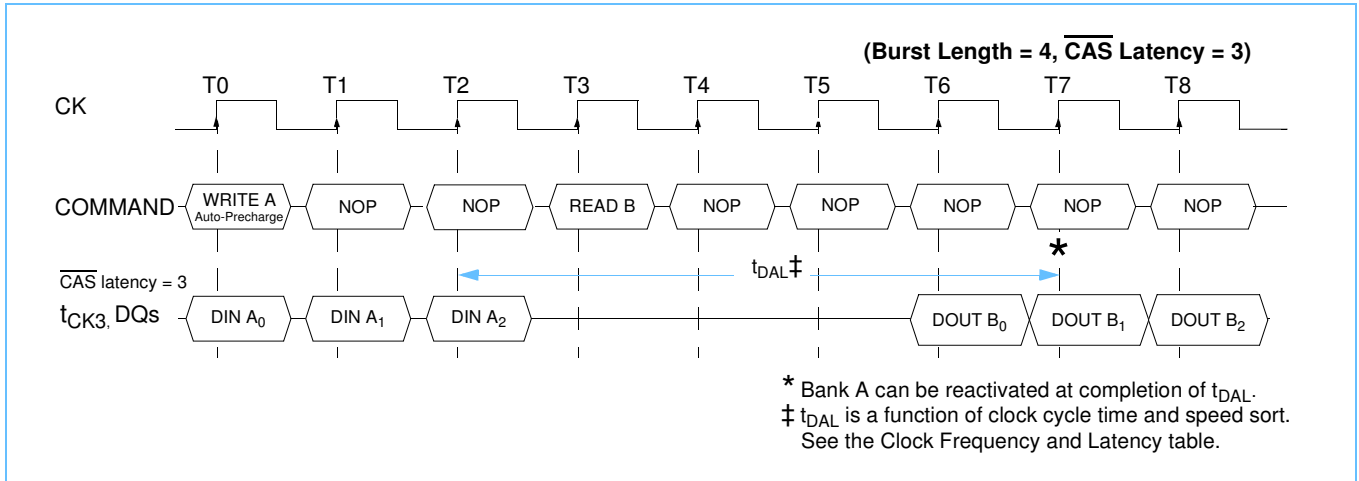 (Burst Length = 4, CAS Latency = 3)
T0 T1 T2 T3 T4 T5 T6 T7 T8
CK
COMMAND WRITE A Auto-Precharge NOP NOP READ B NOP NOP NOP NOP NOP
*
tDAL‡
CAS latency = 3
tCK3, DQs DIN A0 DIN A1 DIN A2 DOUT B0 DOUT B1 DOUT B2
* Bank A can be reactivated at completion of tDAL.
‡ tDAL is a function of clock cycle time and speed sort.
See the Clock Frequency and Latency table.